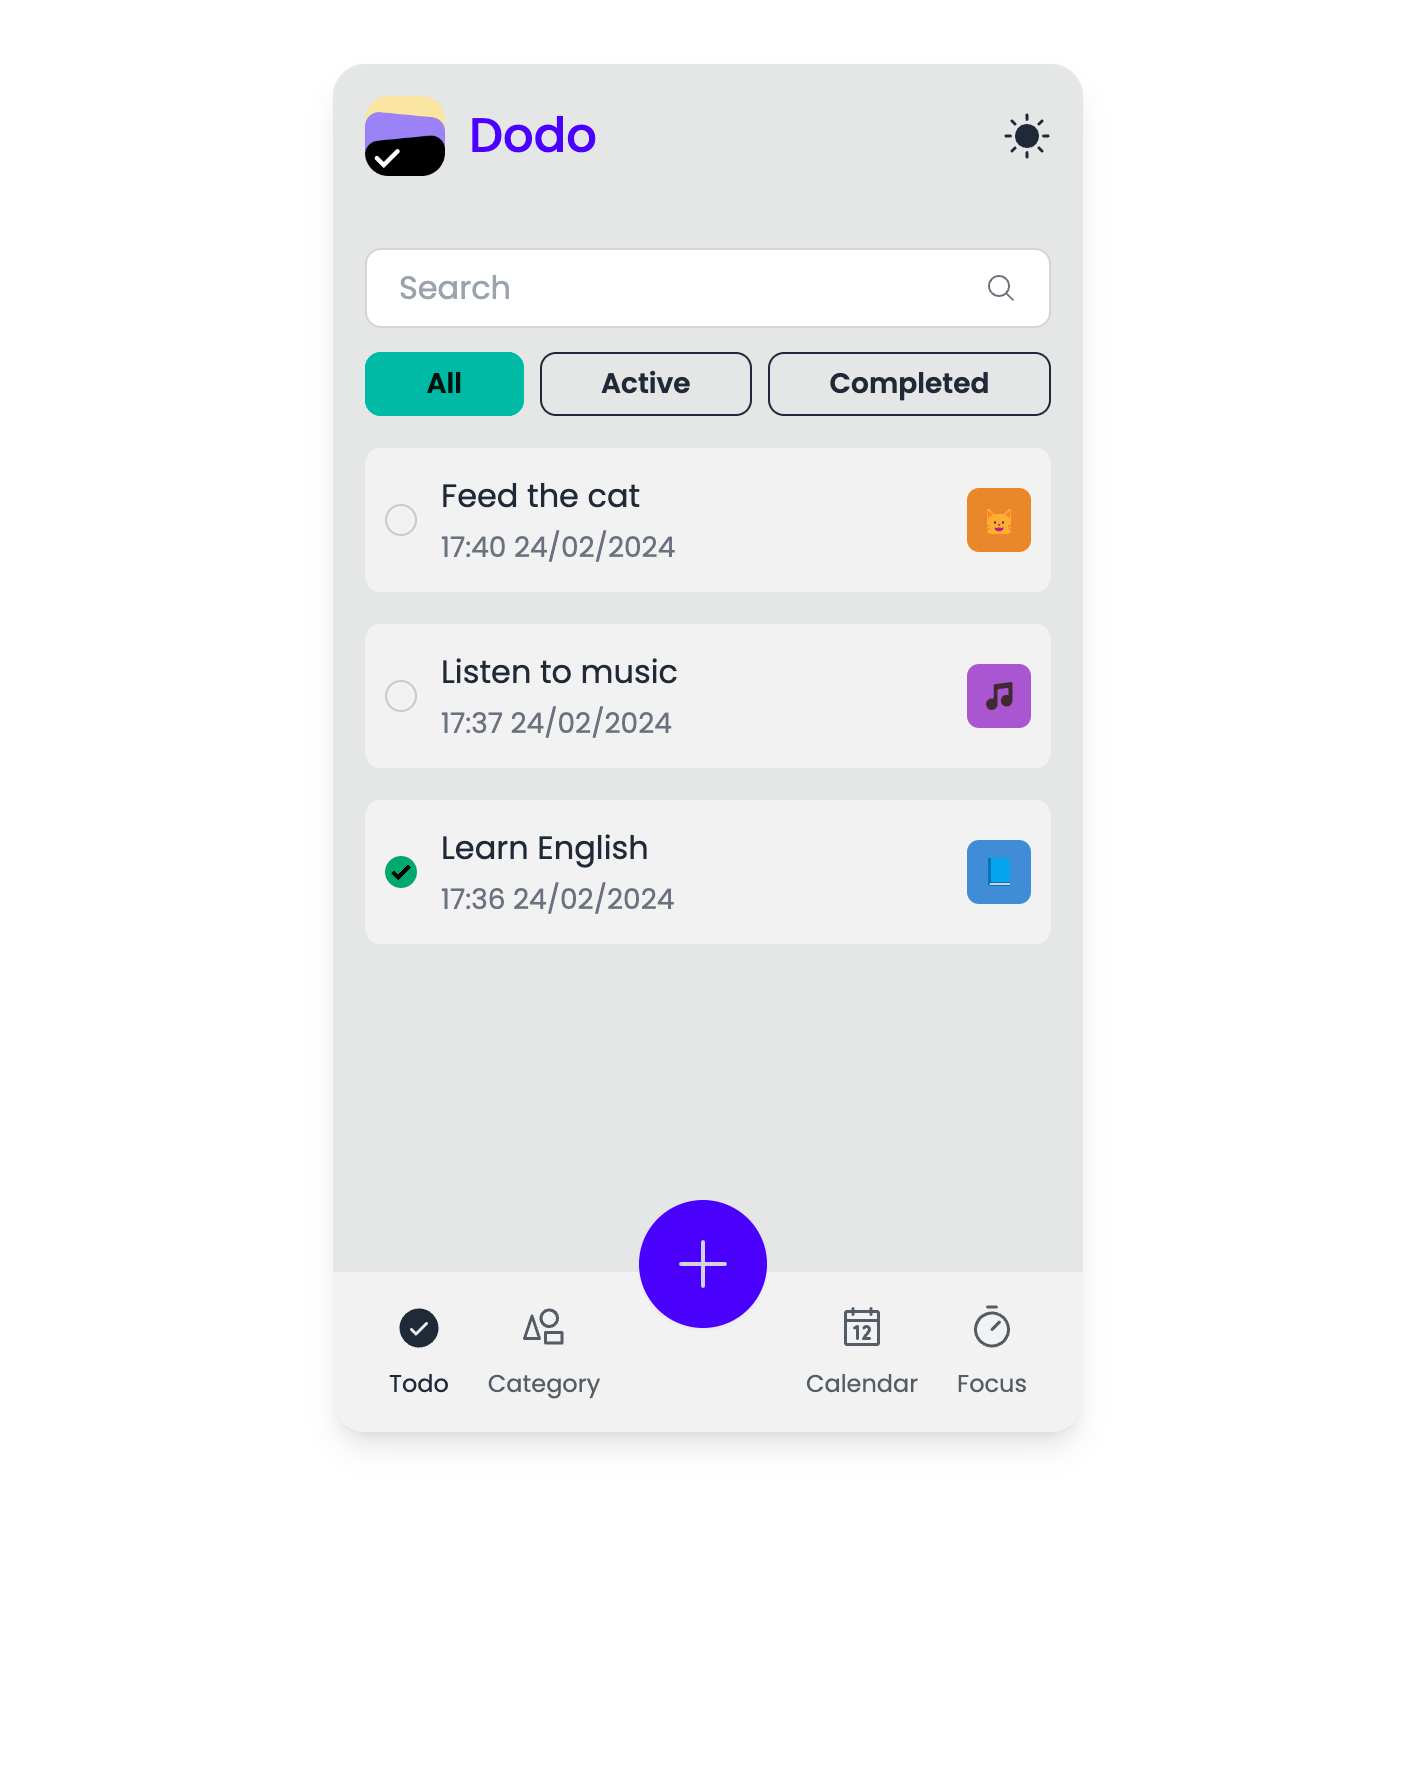 Dodo
Search
All
Active
Completed
Feed the cat
17:40 24/02/2024
Listen to music
17:37 24/02/2024
Learn English
17:36 24/02/2024
12
Todo
Category
Calendar
Focus